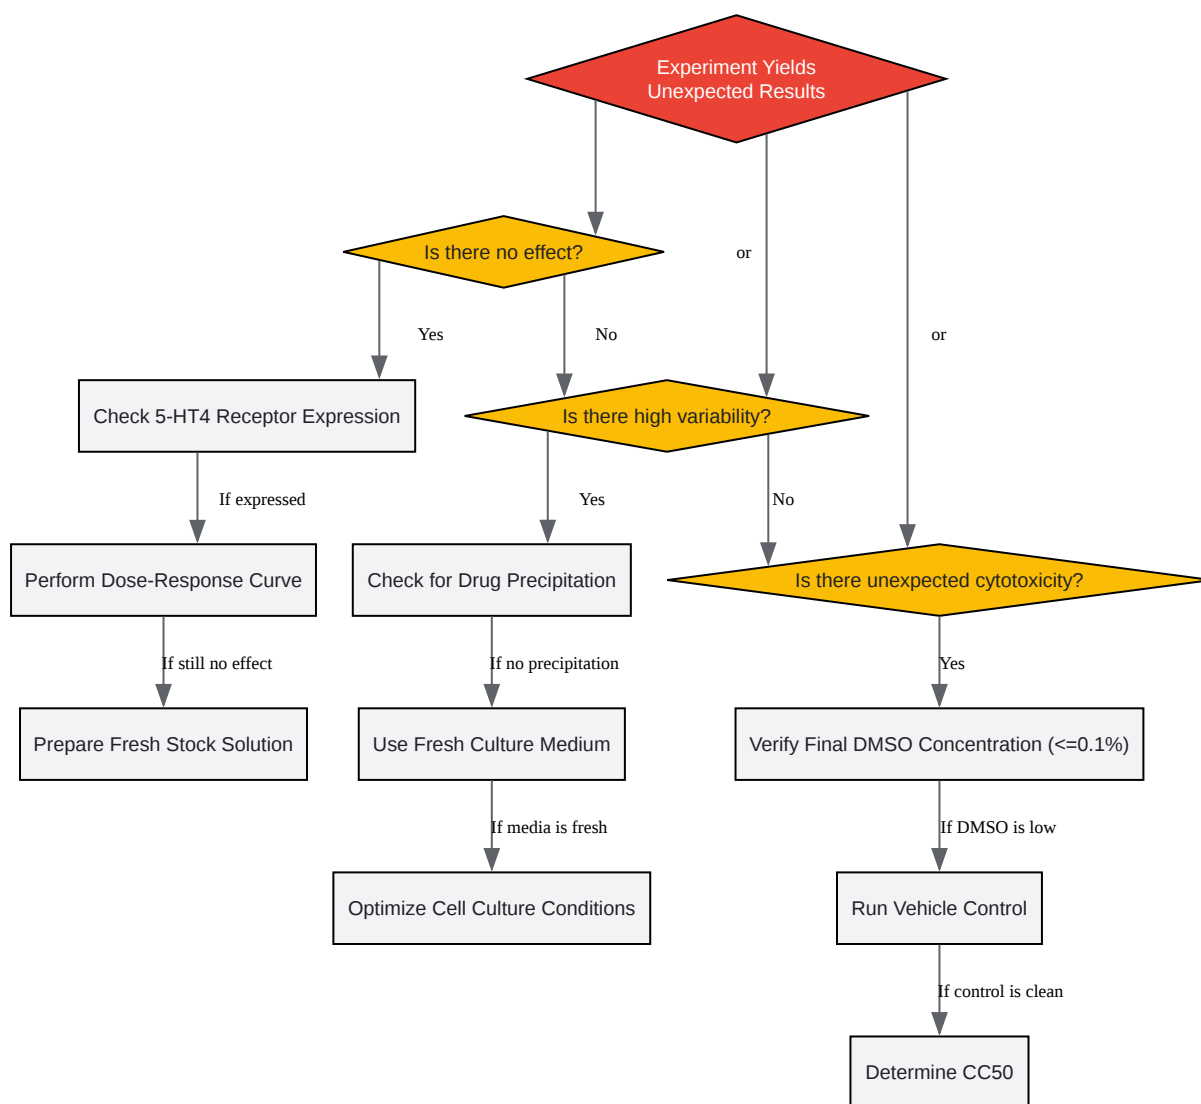 Experiment Yields
Unexpected Results
Is there no effect?
or
Yes
No
or
Check 5-HT4 Receptor Expression
Is there high variability?
If expressed
Yes
No
Perform Dose-Response Curve
Check for Drug Precipitation
Is there unexpected cytotoxicity?
If still no effect
If no precipitation
Yes
Prepare Fresh Stock Solution
Use Fresh Culture Medium
Verify Final DMSO Concentration (<=0.1%)
If media is fresh
If DMSO is low
Optimize Cell Culture Conditions
Run Vehicle Control
If control is clean
Determine CC50